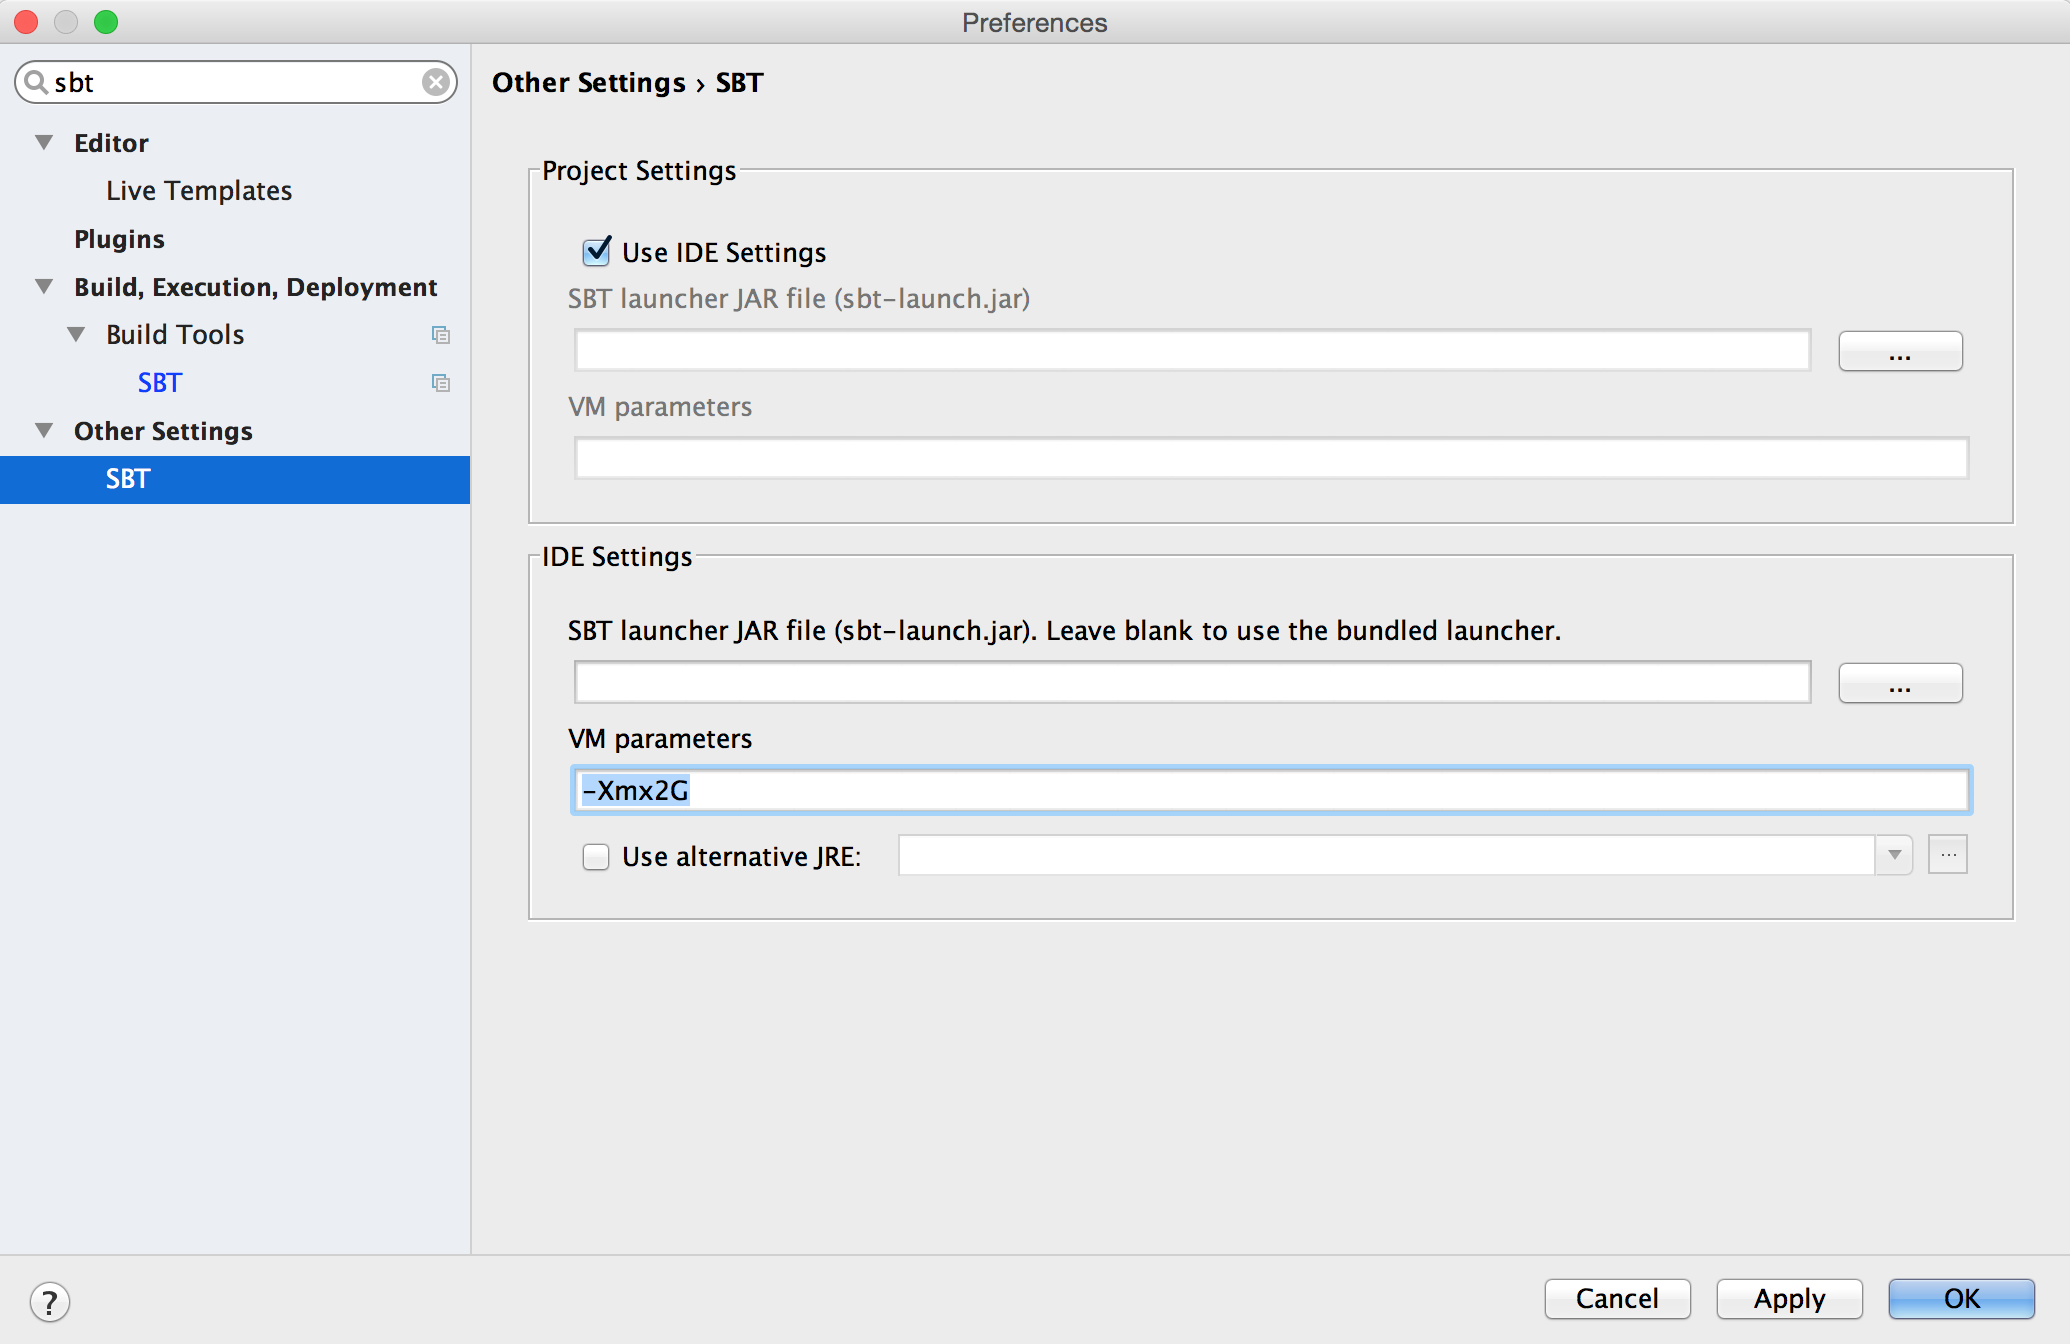 Preferences
sbt
Editor
Live Templates
Plugins
Build, Execution, Deployment
Build Tools
SBT
Other Settings
SBT
Other Settings › SBT
Project Settings
Use IDE Settings
SBT launcher JAR file (sbt-launch.jar)
...
VM parameters
IDE Settings
SBT launcher JAR file (sbt-launch.jar). Leave blank to use the bundled launcher.
...
VM parameters
-Xmx2G
Use alternative JRE:
...
?
Cancel
Apply
OK